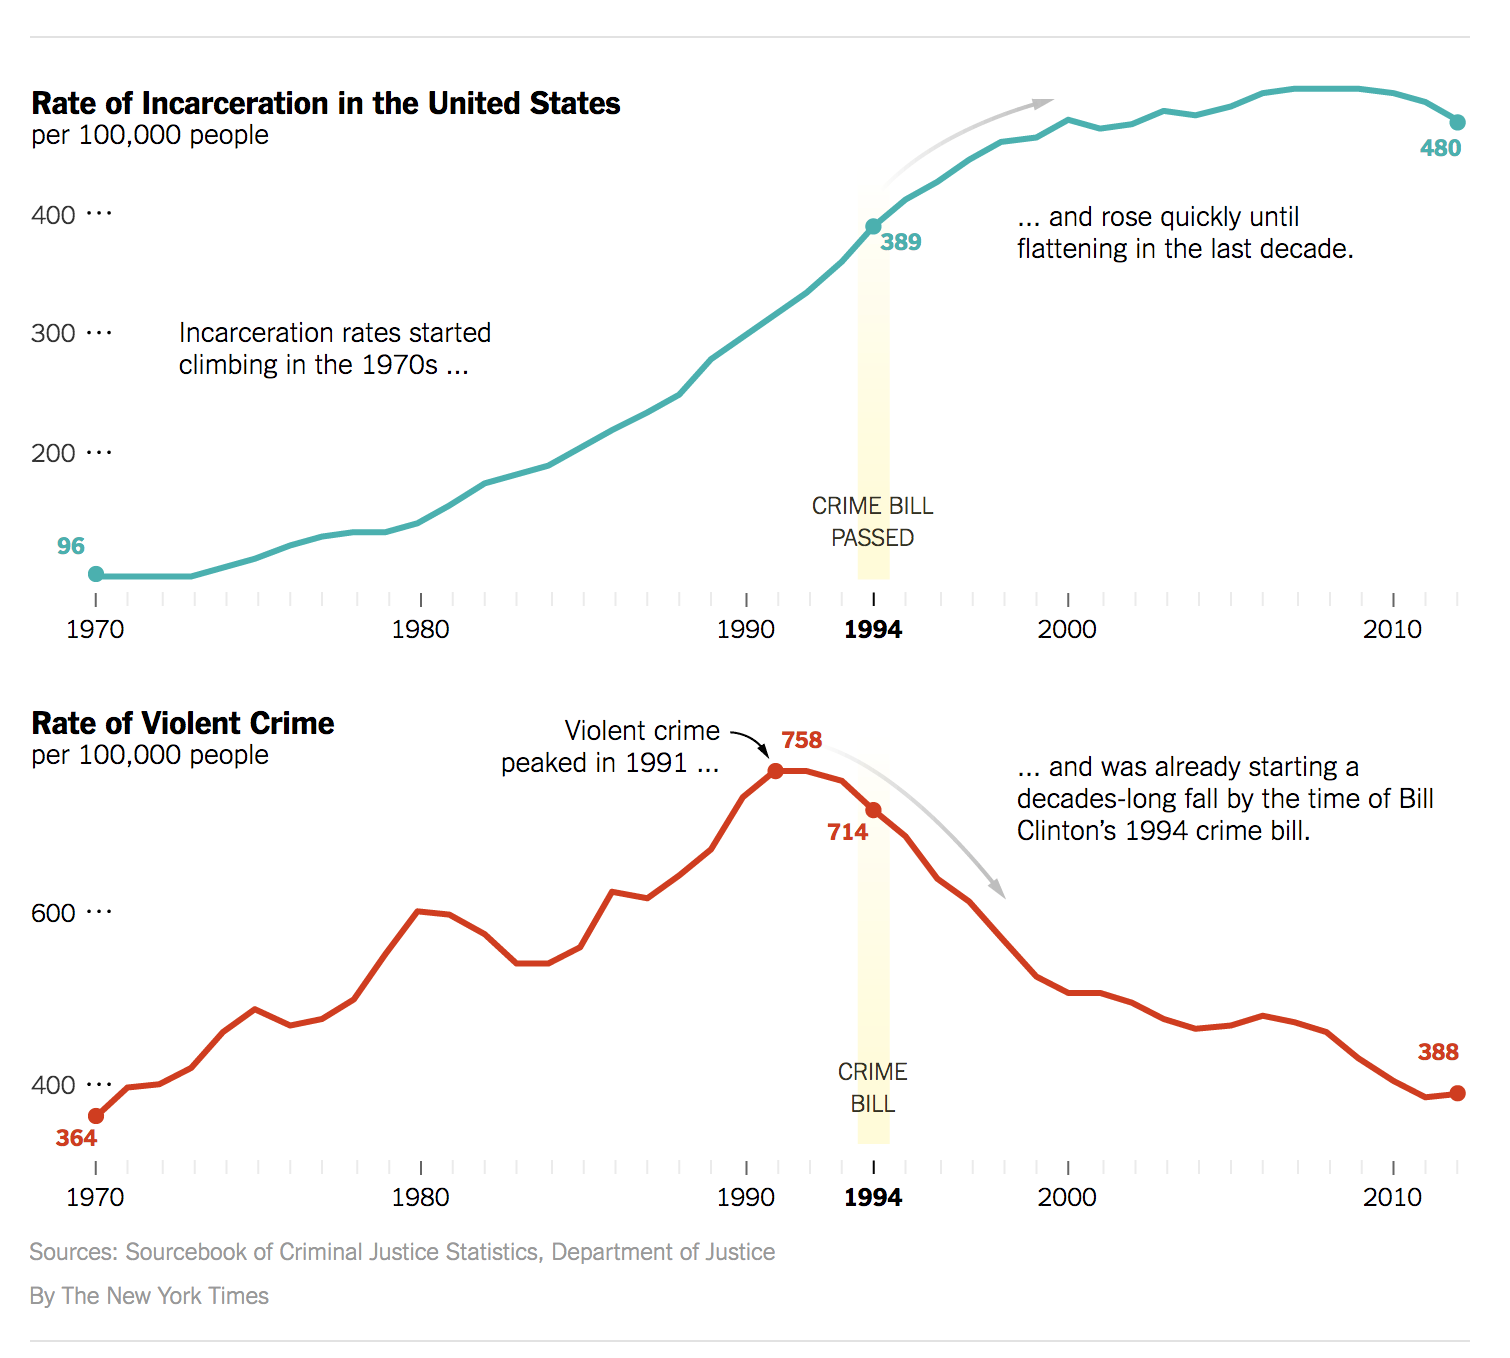 Rate of Incarceration in the United States
per 100,000 people
480
400 ...
... and rose quickly until
flattening in the last decade.
389
300 ...
Incarceration rates started
climbing in the 1970s ...
200 ...
CRIME BILL
PASSED
96
1970 1980 1990 1994 2000 2010
Rate of Violent Crime
per 100,000 people
Violent crime
peaked in 1991 ...
758
... and was already starting a
decades-long fall by the time of Bill
Clinton’s 1994 crime bill.
714
600 ...
388
400 ...
CRIME
BILL
364
1970 1980 1990 1994 2000 2010
Sources: Sourcebook of Criminal Justice Statistics, Department of Justice
By The New York Times